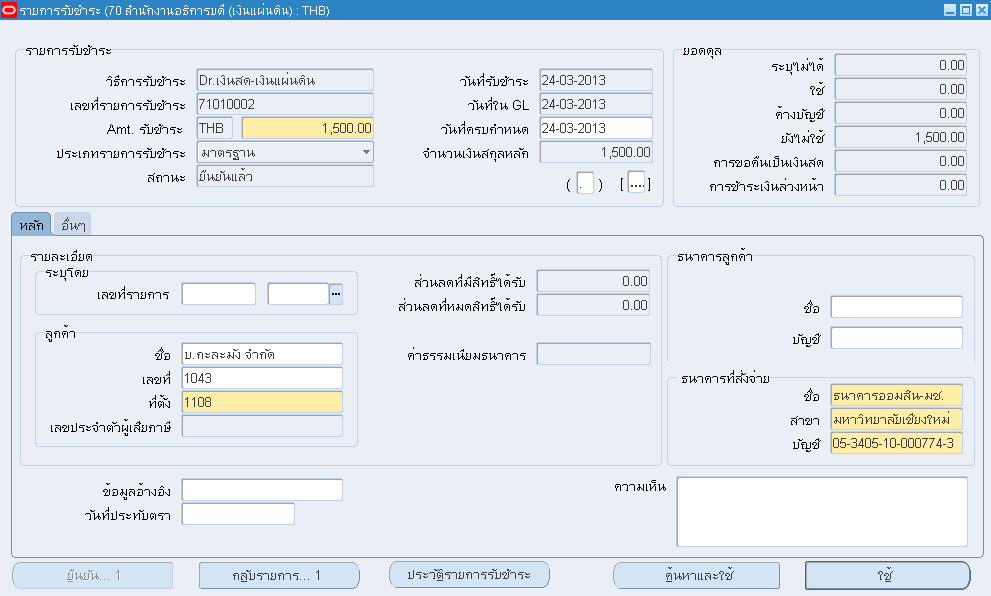 รายการรับชำระ (70 สำนักงานอธิการบดี (เงินแผ่นดิน) : THB)
รายการรับชำระ
วิธีการรับชำระ Dr.เงินสด-เงินแผ่นดิน
เลขที่รายการรับชำระ 71010002
Amt. รับชำระ THB 1,500.00
ประเภทรายการรับชำระ มาตรฐาน
สถานะ ยืนยันแล้ว
วันที่รับชำระ 24-03-2013
วันที่ใน GL 24-03-2013
วันที่ครบกำหนด 24-03-2013
จำนวนเงินสกุลหลัก 1,500.00
( . ) [ .... ]
ยอดดุล
ระบุไม่ได้ 0.00
ใช้ 0.00
ค้างบัญชี 0.00
ยังไม่ใช้ 1,500.00
การขอคืนเป็นเงินสด 0.00
การชำระเงินล่วงหน้า 0.00
หลัก อื่นๆ
รายละเอียด
ระบุโดย
เลขที่รายการ ...
ลูกค้า
ชื่อ บ.กะละมัง จำกัด
เลขที่ 1043
ที่ตั้ง 1108
เลขประจำตัวผู้เสียภาษี
ส่วนลดที่มีสิทธิ์ได้รับ 0.00
ส่วนลดที่หมดสิทธิ์ได้รับ 0.00
ค่าธรรมเนียมธนาคาร
ธนาคารลูกค้า
ชื่อ
บัญชี
ธนาคารที่สั่งจ่าย
ชื่อ ธนาคารออมสิน-มช.
สาขา มหาวิทยาลัยเชียงใหม่
บัญชี 05-3405-10-000774-3
ข้อมูลอ้างอิง
วันที่ประทับตรา
ความเห็น
ยืนยัน... 1 กลับรายการ... 1 ประวัติรายการรับชำระ ค้นหาและใช้ ใช้